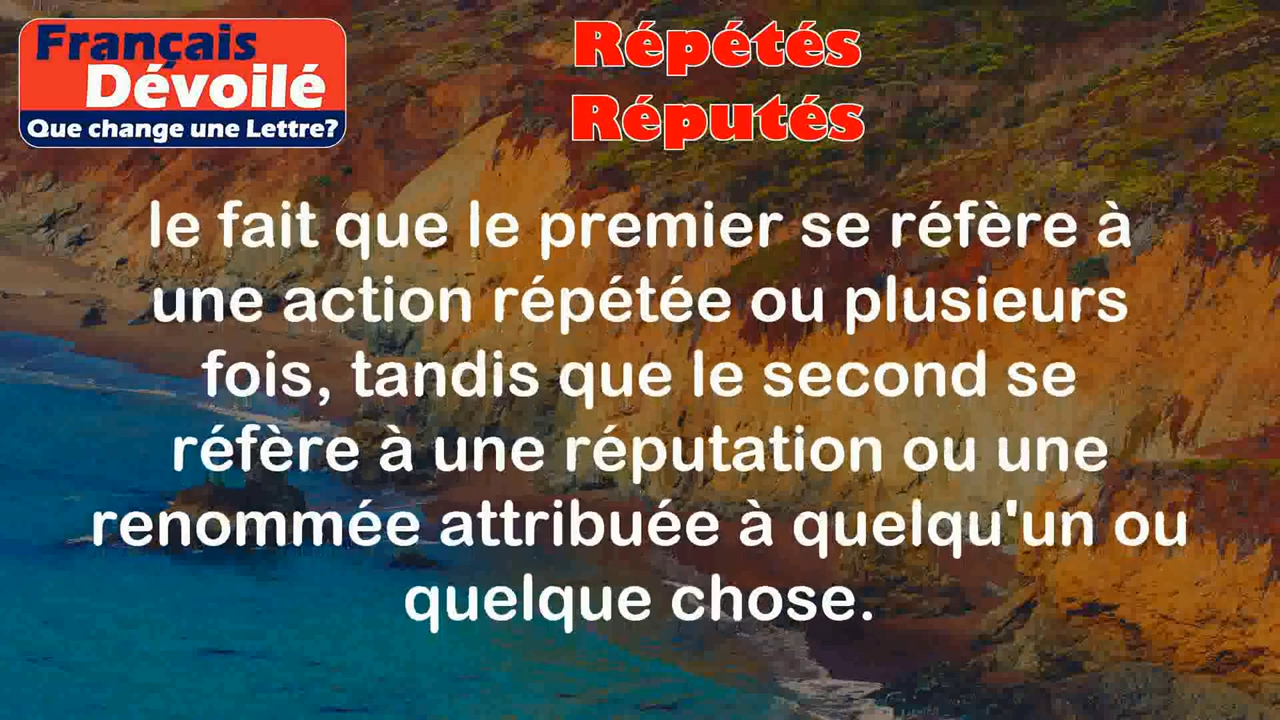 Français
Dévoilé
Que change une Lettre?
Répétés
Réputés
le fait que le premier se réfère à
une action répétée ou plusieurs
fois, tandis que le second se
réfère à une réputation ou une
renommée attribuée à quelqu'un ou
quelque chose.